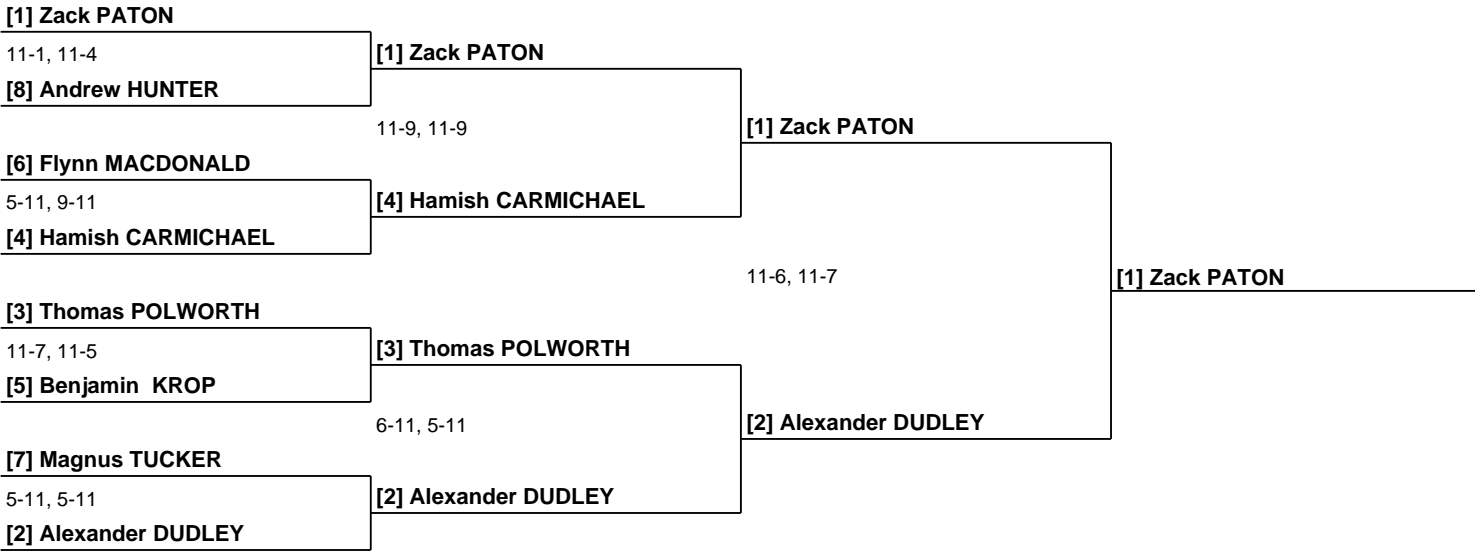 [1] Zack PATON
11-1, 11-4
[1] Zack PATON
[8] Andrew HUNTER
11-9, 11-9
[1] Zack PATON
[6] Flynn MACDONALD
5-11, 9-11
[4] Hamish CARMICHAEL
[4] Hamish CARMICHAEL
11-6, 11-7
[1] Zack PATON
[3] Thomas POLWORTH
11-7, 11-5
[3] Thomas POLWORTH
[5] Benjamin  KROP
6-11, 5-11
[2] Alexander DUDLEY
[7] Magnus TUCKER
5-11, 5-11
[2] Alexander DUDLEY
[2] Alexander DUDLEY